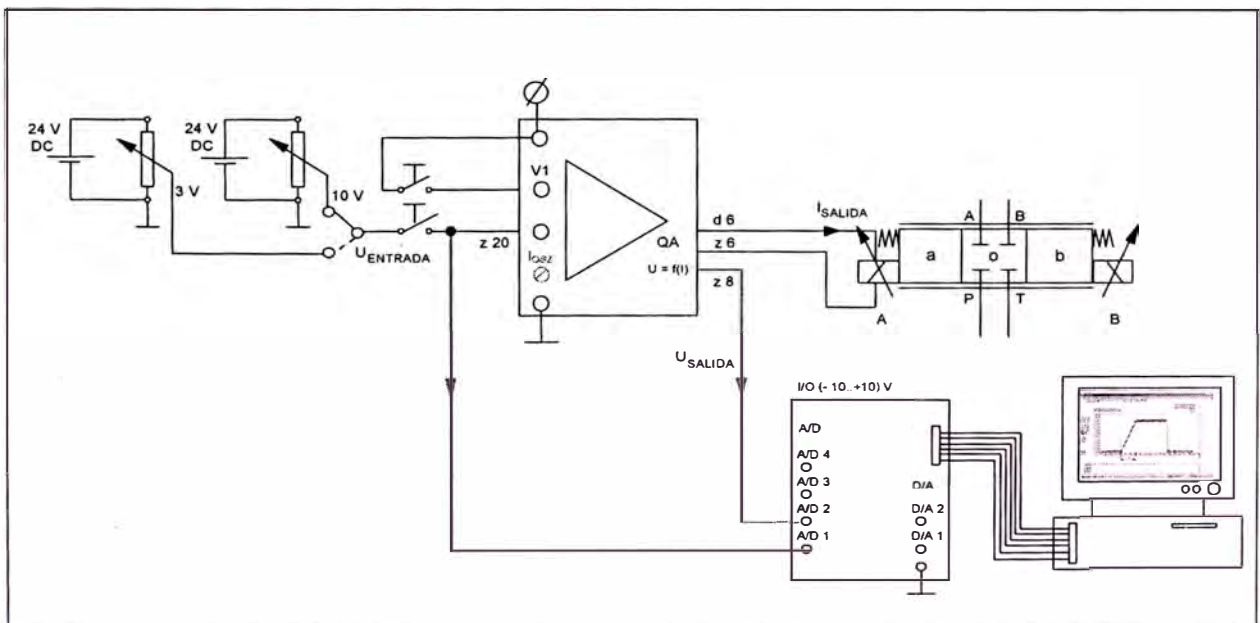 24 V
DC
3 V
24 V
DC
10 V
U ENTRADA
z 20
V1
QA
U = f(I)
d 6
z 6
z 8
I SALIDA
A B
a o b
P T
A B
U SALIDA
I/O (- 10..+10) V
A/D
A/D 4
A/D 3
A/D 2
A/D 1
D/A
D/A 2
D/A 1